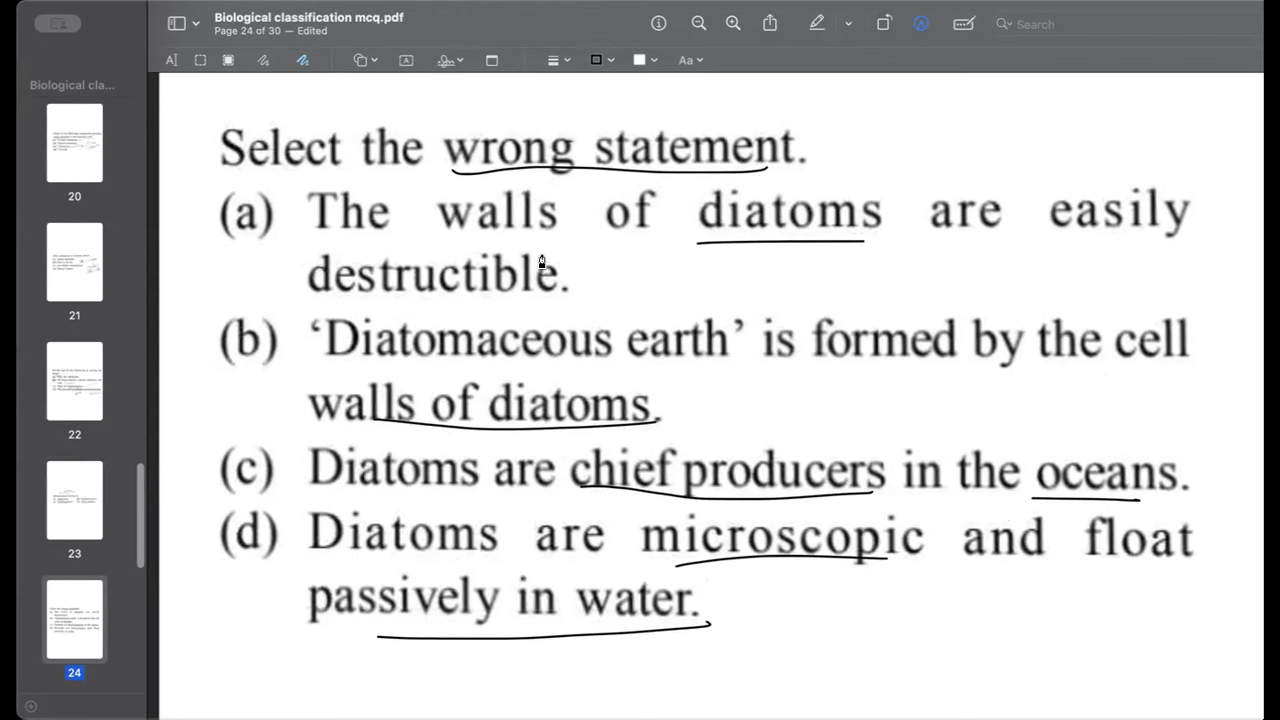 Biological classification mcq.pdf
Page 24 of 30 — Edited
Search
Aa
Biological cla...
20
21
22
23
24
Select the wrong statement.
(a) The walls of diatoms are easily
destructible.
(b) ‘Diatomaceous earth’ is formed by the cell
walls of diatoms.
(c) Diatoms are chief producers in the oceans.
(d) Diatoms are microscopic and float
passively in water.